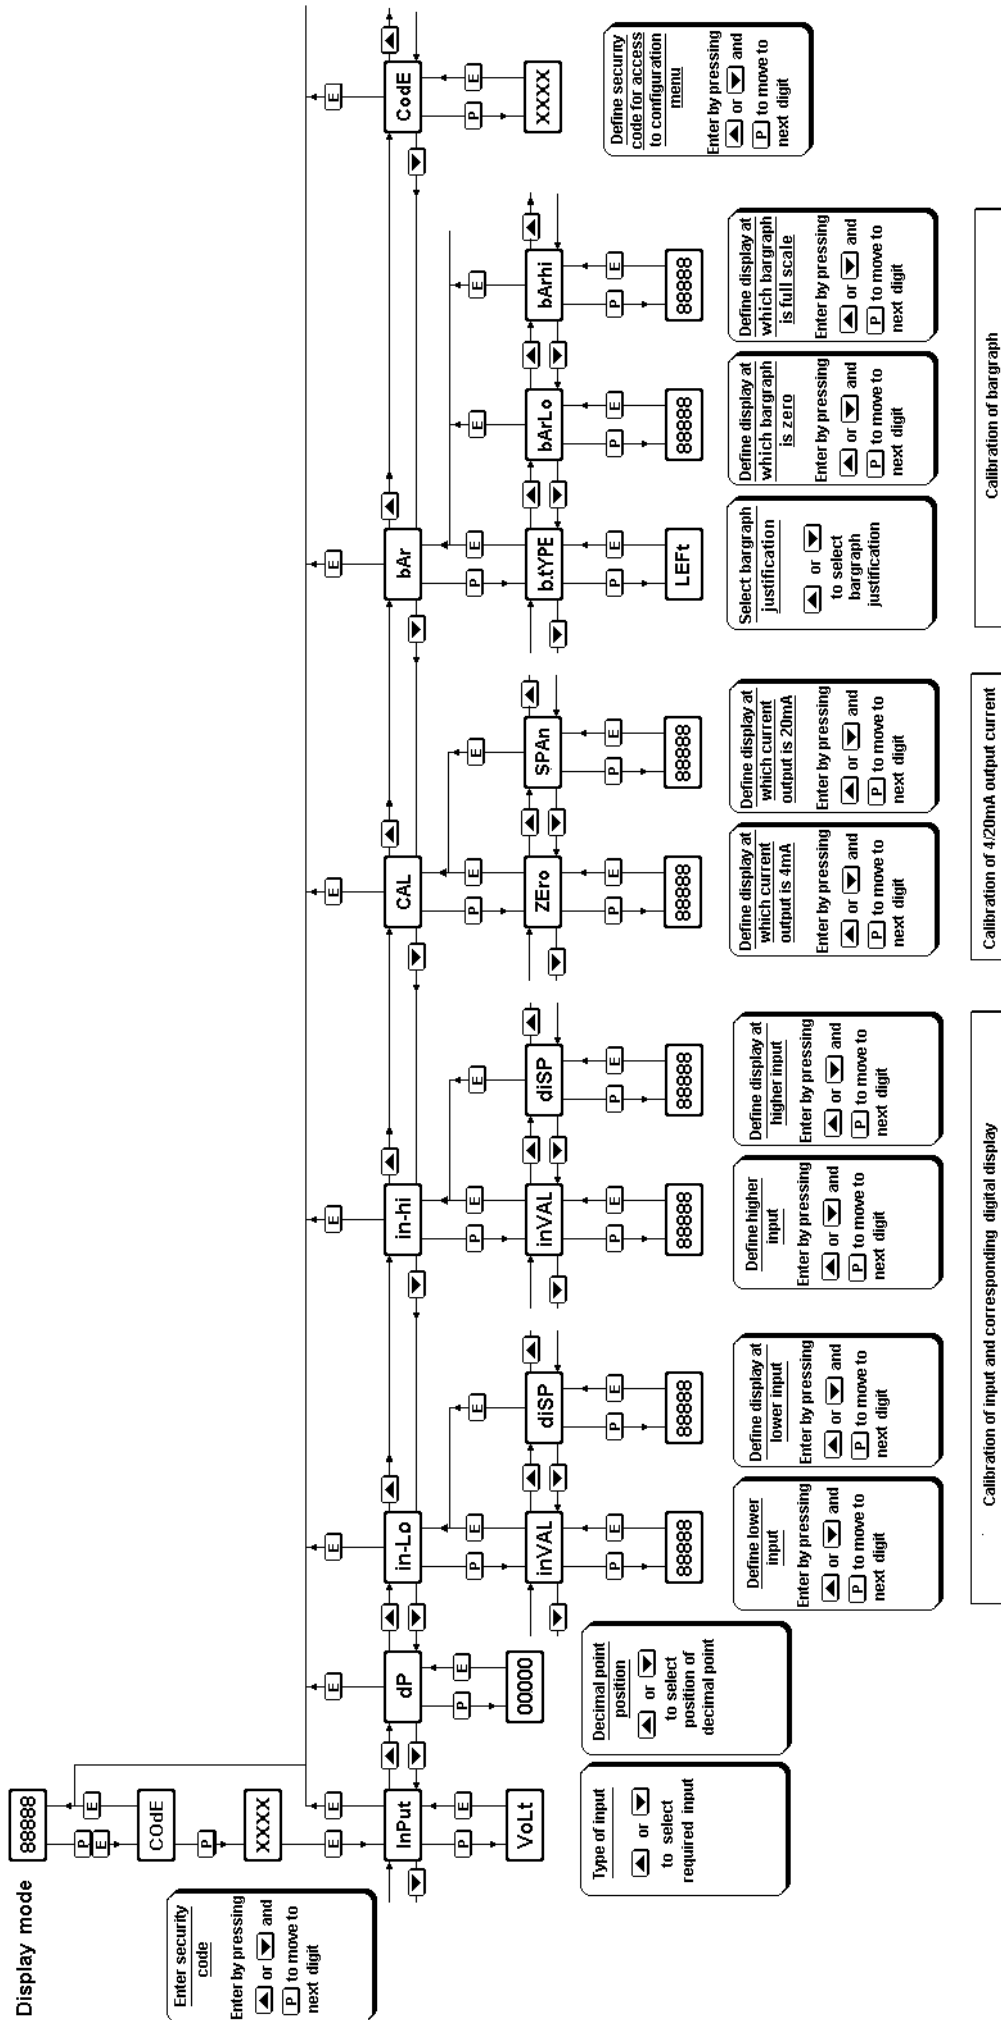 Display mode
88888
P
E
E
COdE
P
XXXX
E
Enter security
code
Enter by pressing
▲ or ▼ and
P to move to
next digit
E
E
E
E
E
E
E
▼
InPut
▲
▼
dP
▲
▼
in-Lo
▲
▼
in-hi
▲
▼
CAL
▲
▼
bAr
▲
▼
CodE
▲
P
E
VoLt
P
E
00000
P
E
E
▼
inVAL
▲
▼
diSP
▲
P
E
88888
P
E
88888
P
E
E
▼
inVAL
▲
▼
diSP
▲
P
E
88888
P
E
88888
P
E
E
▼
ZEro
▲
▼
SPAn
▲
P
E
88888
P
E
88888
P
E
E
E
▼
b.tYPE
▲
▼
bArLo
▲
▼
bArhi
▲
P
E
LEFt
P
E
88888
P
E
88888
P
E
XXXX
Type of input
▲ or ▼
to select
required input
Decimal point
position
▲ or ▼
to select
position of
decimal point
Define lower
input
Enter by pressing
▲ or ▼ and
P to move to
next digit
Define display at
lower input
Enter by pressing
▲ or ▼ and
P to move to
next digit
Define higher
input
Enter by pressing
▲ or ▼ and
P to move to
next digit
Define display at
higher input
Enter by pressing
▲ or ▼ and
P to move to
next digit
Define display at
which current
output is 4mA
Enter by pressing
▲ or ▼ and
P to move to
next digit
Define display at
which current
output is 20mA
Enter by pressing
▲ or ▼ and
P to move to
next digit
Select bargraph
justification
▲ or ▼
to select
bargraph
justification
Define display at
which bargraph
is zero
Enter by pressing
▲ or ▼ and
P to move to
next digit
Define display at
which bargraph
is full scale
Enter by pressing
▲ or ▼ and
P to move to
next digit
Define security
code for access
to configuration
menu
Enter by pressing
▲ or ▼ and
P to move to
next digit
Calibration of input and corresponding digital display
Calibration of 4/20mA output current
Calibration of bargraph